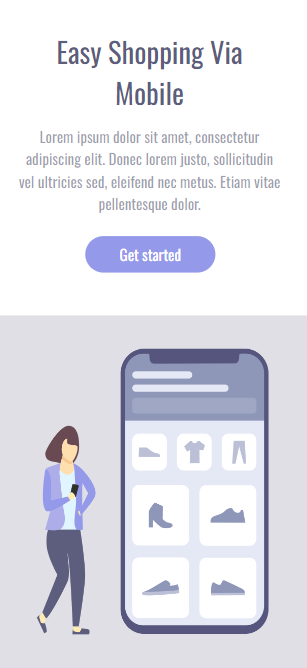 Easy Shopping Via
Mobile
Lorem ipsum dolor sit amet, consectetur
adipiscing elit. Donec lorem justo, sollicitudin
vel ultricies sed, eleifend nec metus. Etiam vitae
pellentesque dolor.
Get started